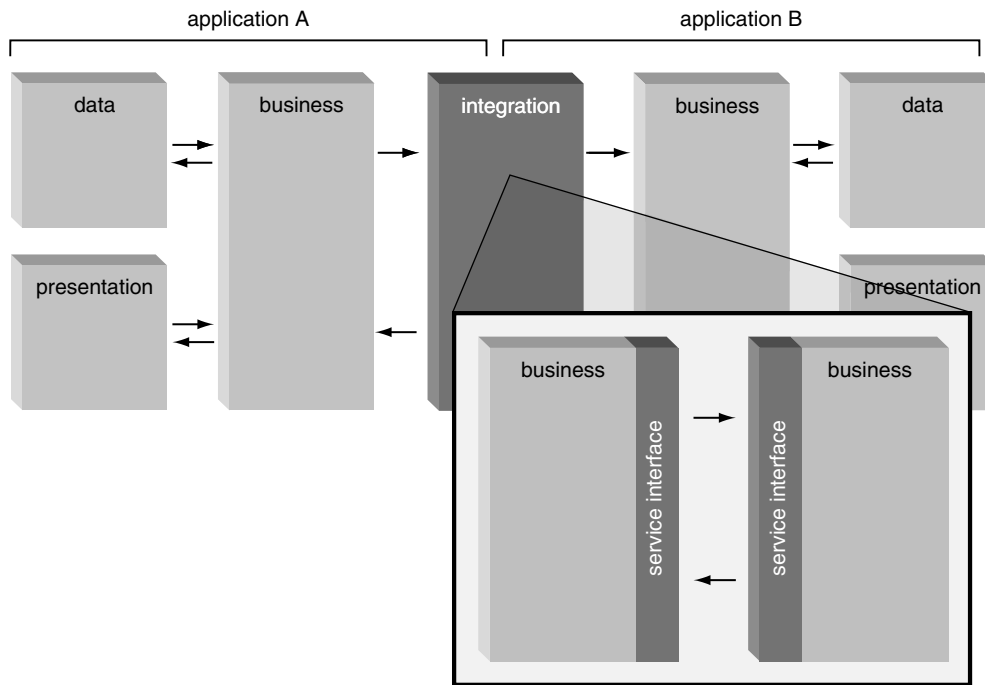 application A
application B
data
business
integration
business
data
presentation
presentation
business
service interface
service interface
business